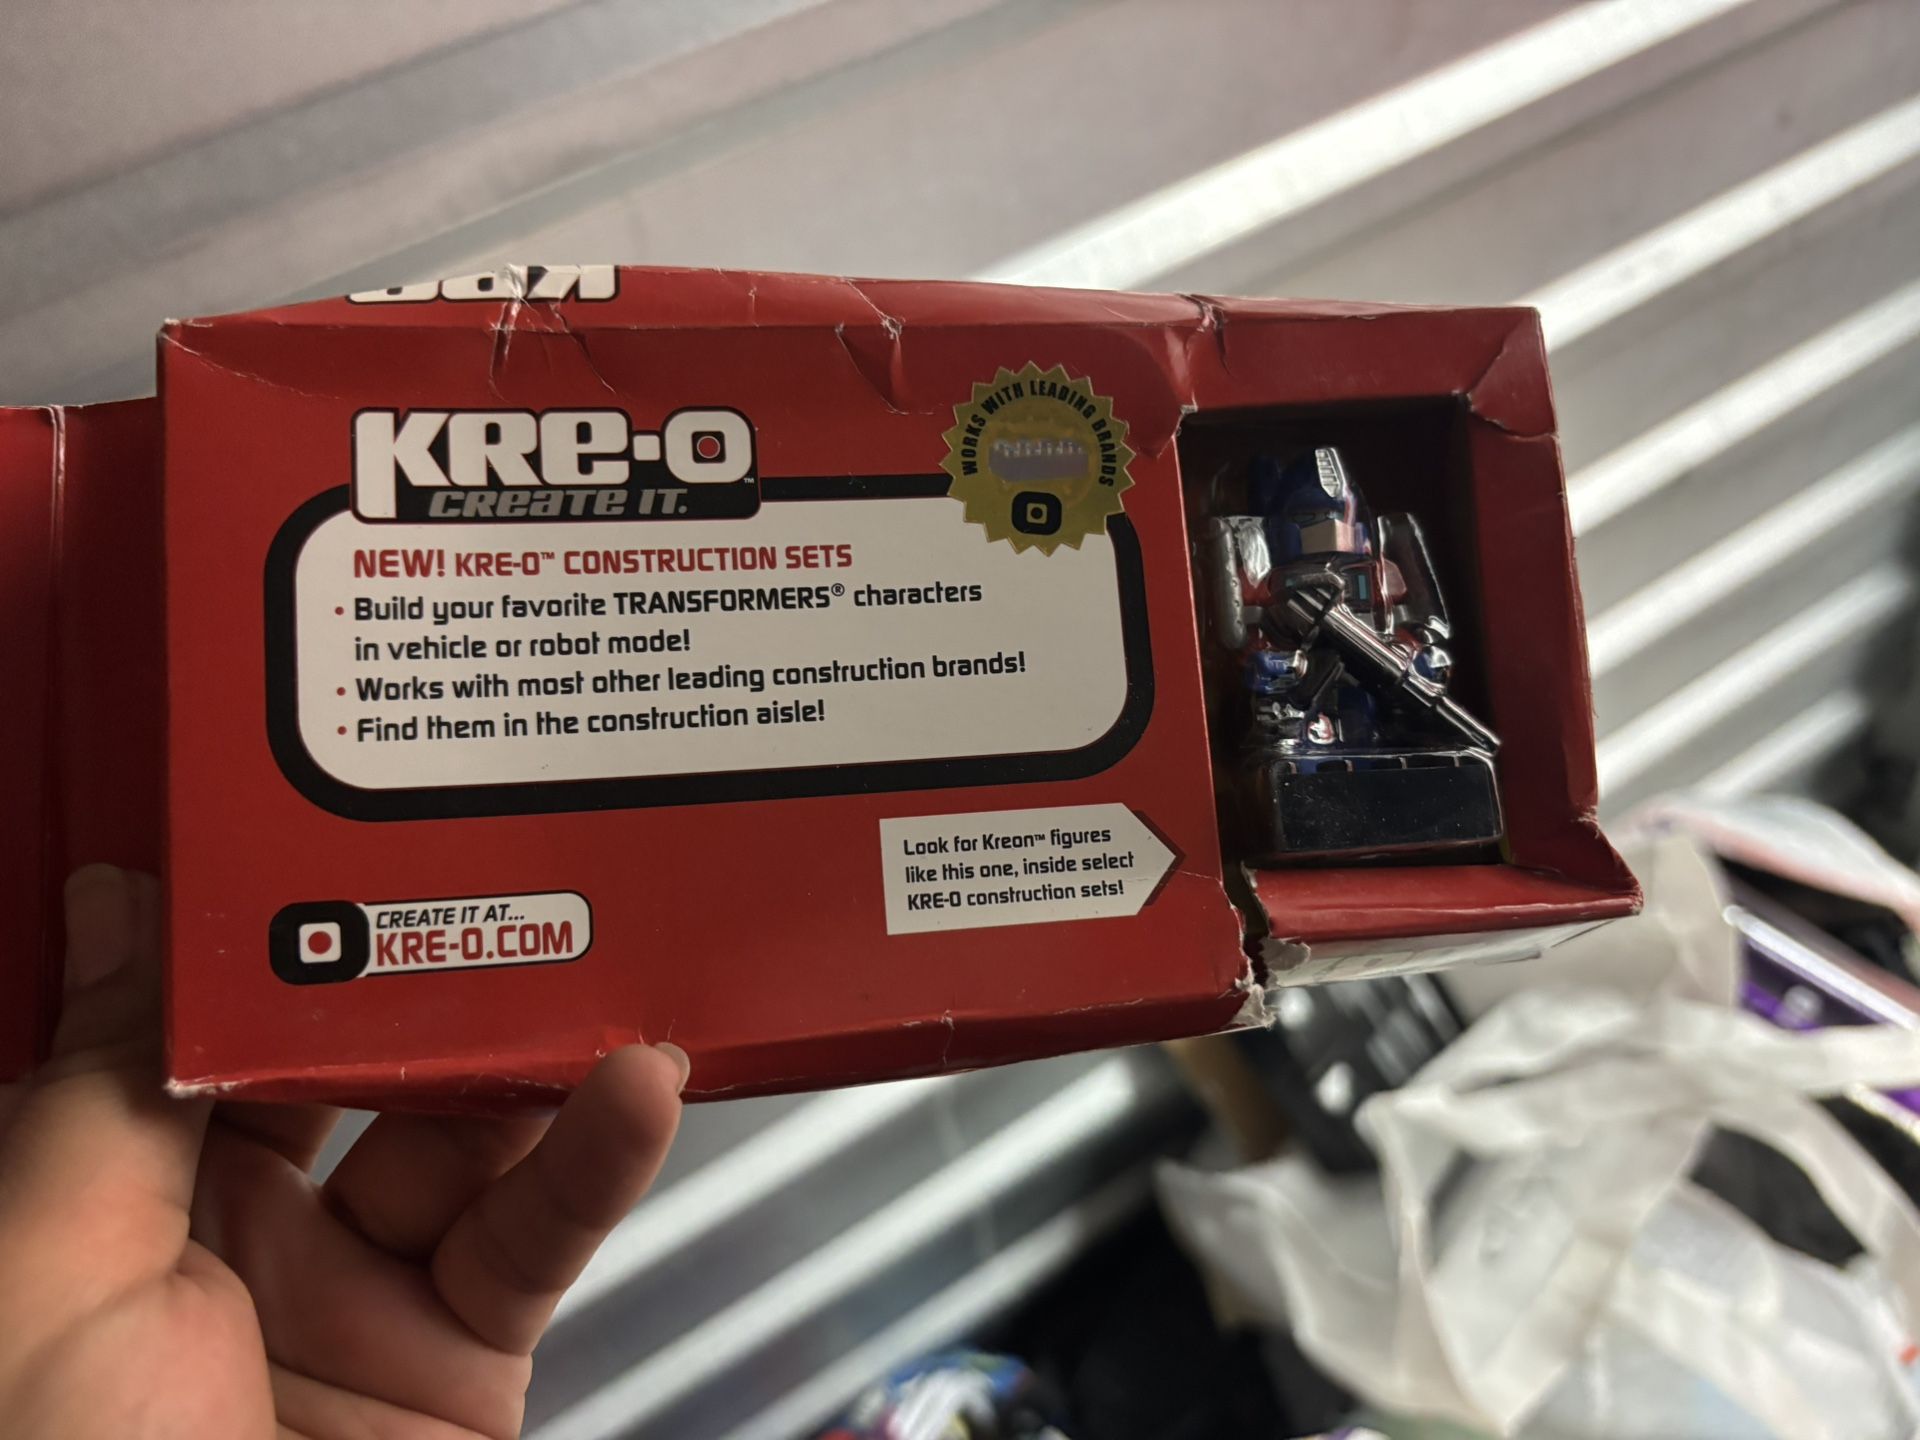 KRE-O™
CREATE IT.
WORKS WITH LEADING BRANDS
NEW! KRE-O™ CONSTRUCTION SETS
• Build your favorite TRANSFORMERS® characters
in vehicle or robot mode!
• Works with most other leading construction brands!
• Find them in the construction aisle!
Look for Kreon™ figures
like this one, inside select
KRE-O construction sets!
CREATE IT AT...
KRE-O.COM